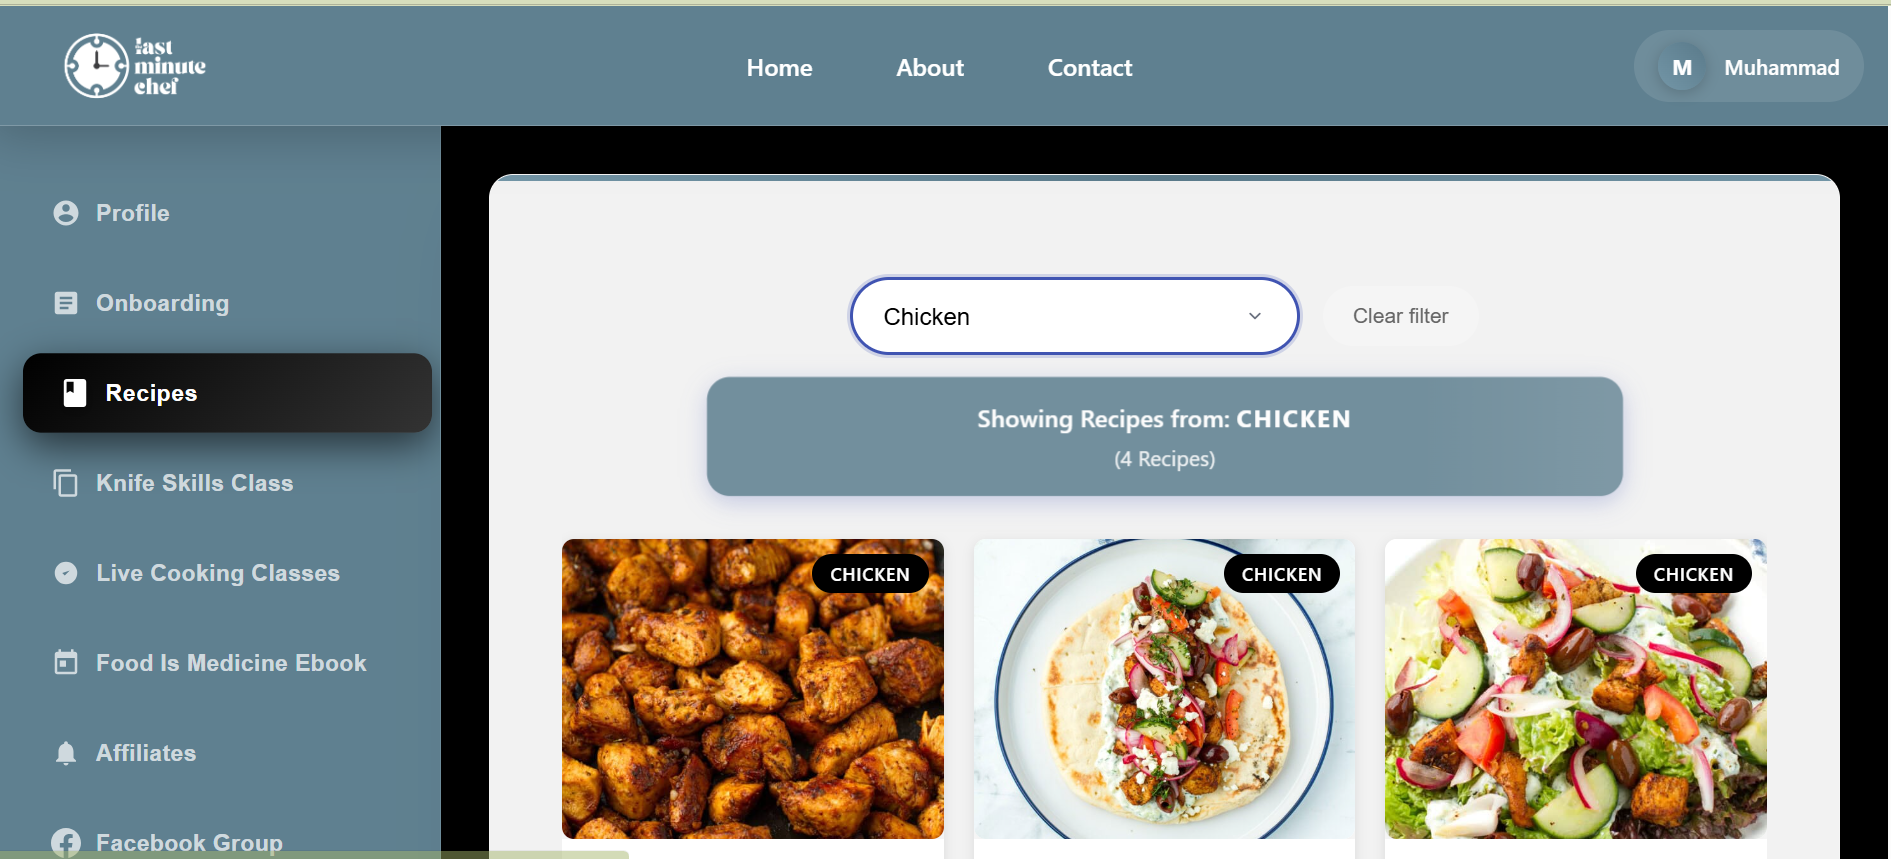 the last
minute
chef
Home
About
Contact
M
Muhammad
Profile
Onboarding
Recipes
Knife Skills Class
Live Cooking Classes
Food Is Medicine Ebook
Affiliates
Facebook Group
Chicken
Clear filter
Showing Recipes from: CHICKEN
(4 Recipes)
CHICKEN
CHICKEN
CHICKEN